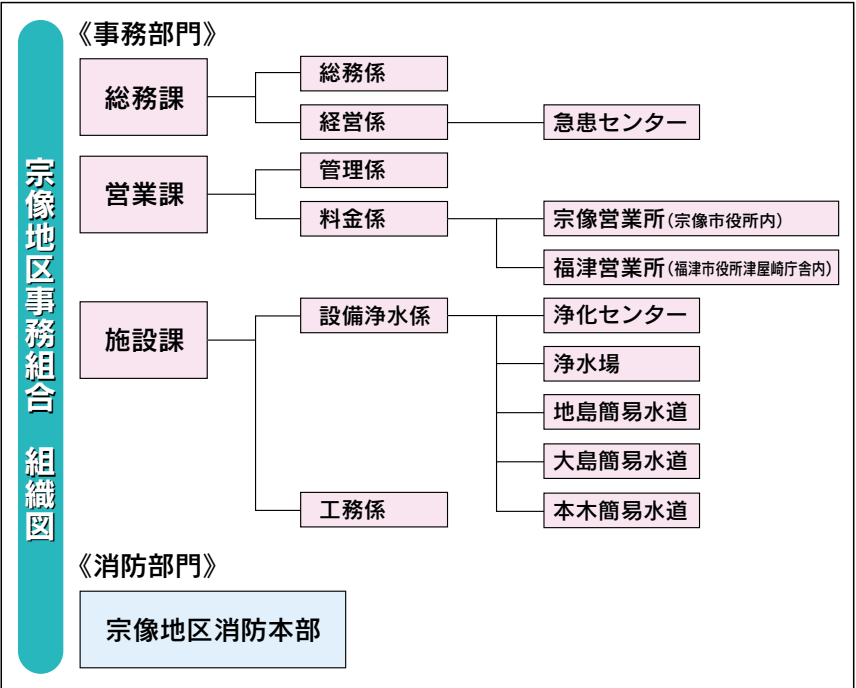 宗像地区事務組合 組織図
《事務部門》
総務課
総務係
経営係
急患センター
営業課
管理係
料金係
宗像営業所(宗像市役所内)
福津営業所(福津市役所津屋崎庁舎内)
施設課
設備浄水係
浄化センター
浄水場
地島簡易水道
大島簡易水道
本木簡易水道
工務係
《消防部門》
宗像地区消防本部